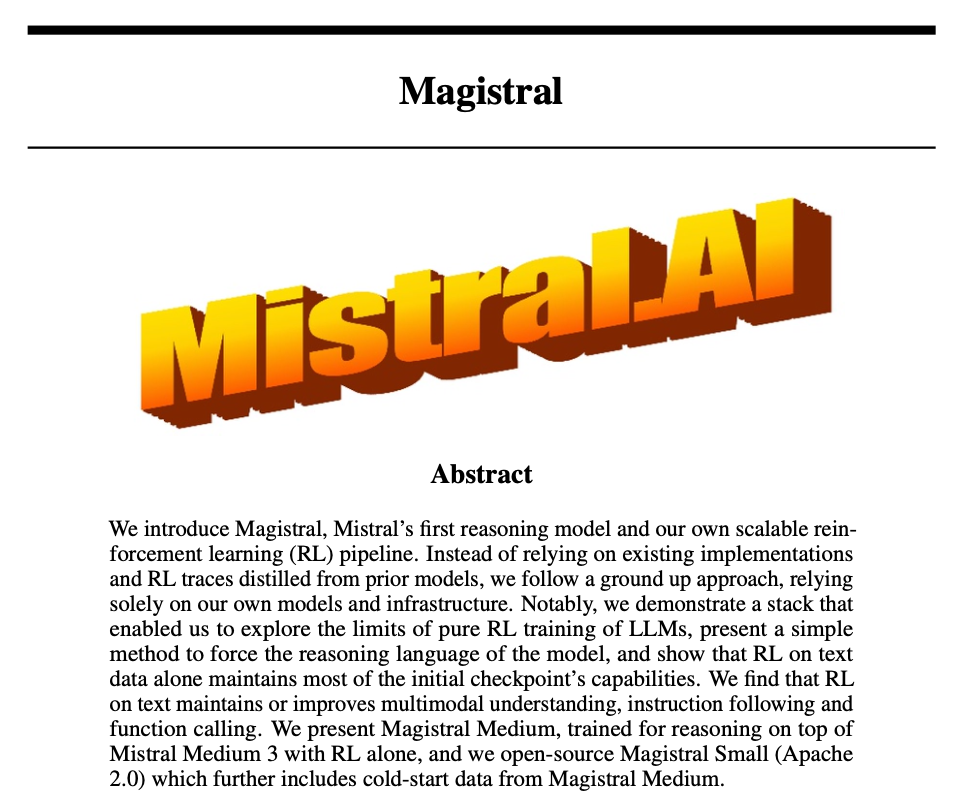 Magistral
Mistral.AI
Abstract
We introduce Magistral, Mistral's first reasoning model and our own scalable rein-
forcement learning (RL) pipeline. Instead of relying on existing implementations
and RL traces distilled from prior models, we follow a ground up approach, relying
solely on our own models and infrastructure. Notably, we demonstrate a stack that
enabled us to explore the limits of pure RL training of LLMs, present a simple
method to force the reasoning language of the model, and show that RL on text
data alone maintains most of the initial checkpoint's capabilities. We find that RL
on text maintains or improves multimodal understanding, instruction following and
function calling. We present Magistral Medium, trained for reasoning on top of
Mistral Medium 3 with RL alone, and we open-source Magistral Small (Apache
2.0) which further includes cold-start data from Magistral Medium.